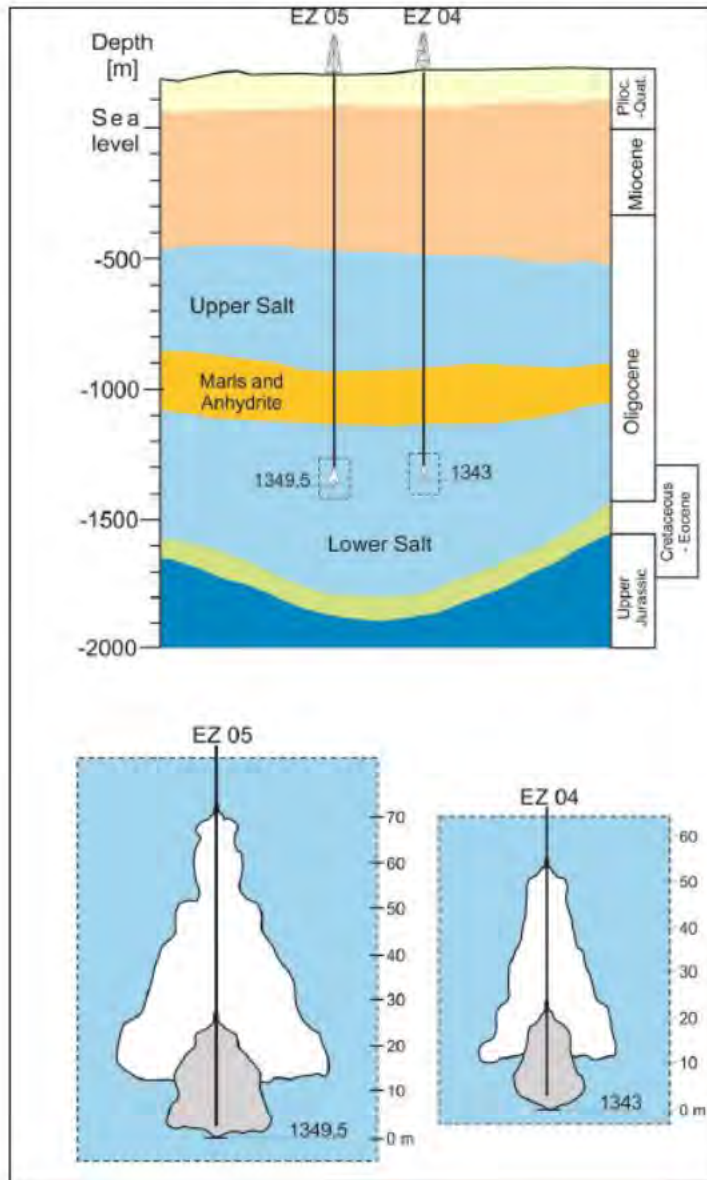 EZ 05 EZ 04
Depth
[m]
Sea
level
-500
-1000
-1500
-2000
Plioc.
-Quat.
Miocene
Oligocene
Cretaceous
- Eocene
Upper
Jurassic
Upper Salt
Marls and
Anhydrite
1349,5
1343
Lower Salt
EZ 05
70
60
50
40
30
20
10
0 m
1349,5
EZ 04
60
50
40
30
20
10
0 m
1343